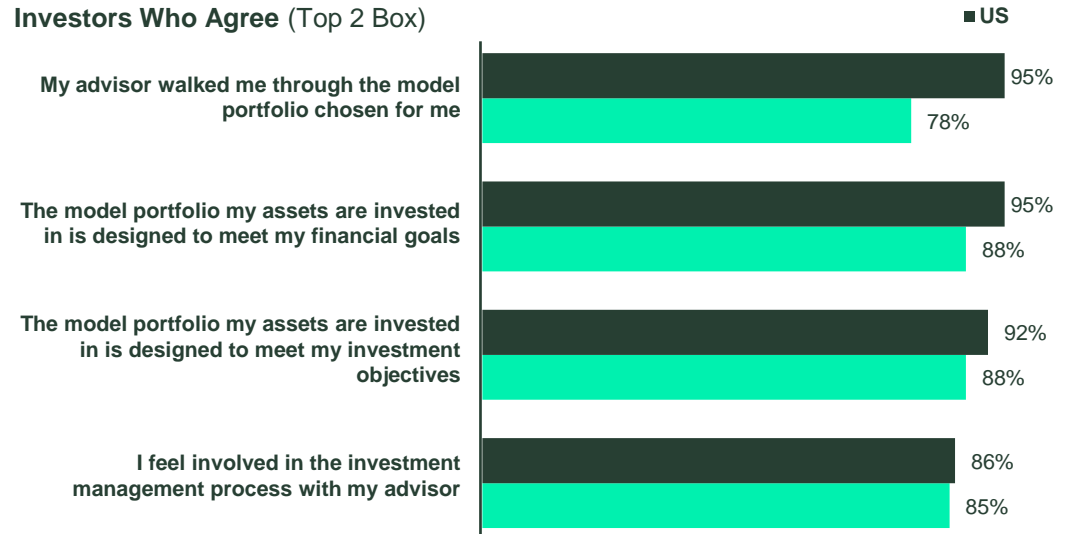 Investors Who Agree (Top 2 Box)
US
My advisor walked me through the model
portfolio chosen for me
95%
78%
The model portfolio my assets are invested
in is designed to meet my financial goals
95%
88%
The model portfolio my assets are invested
in is designed to meet my investment
objectives
92%
88%
I feel involved in the investment
management process with my advisor
86%
85%